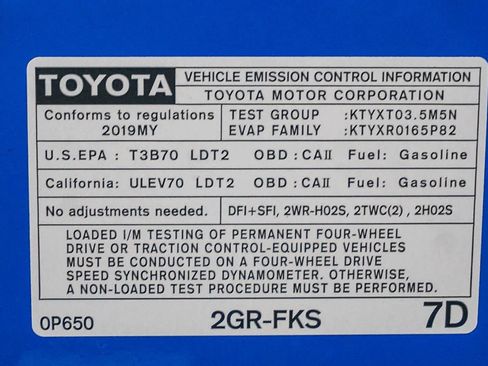 TOYOTA
VEHICLE EMISSION CONTROL INFORMATION
TOYOTA MOTOR CORPORATION
Conforms to regulations
2019MY
TEST GROUP :KTYXT03.5M5N
EVAP FAMILY :KTYXR0165P82
U.S.EPA : T3B70 LDT2 OBD : CAII Fuel: Gasoline
California: ULEV70 LDT2 OBD : CAII Fuel: Gasoline
No adjustments needed. DFI+SFI, 2WR-H02S, 2TWC(2) , 2H02S
LOADED I/M TESTING OF PERMANENT FOUR-WHEEL
DRIVE OR TRACTION CONTROL-EQUIPPED VEHICLES
MUST BE CONDUCTED ON A FOUR-WHEEL DRIVE
SPEED SYNCHRONIZED DYNAMOMETER. OTHERWISE,
A NON-LOADED TEST PROCEDURE MUST BE USED.
0P650 2GR-FKS 7D